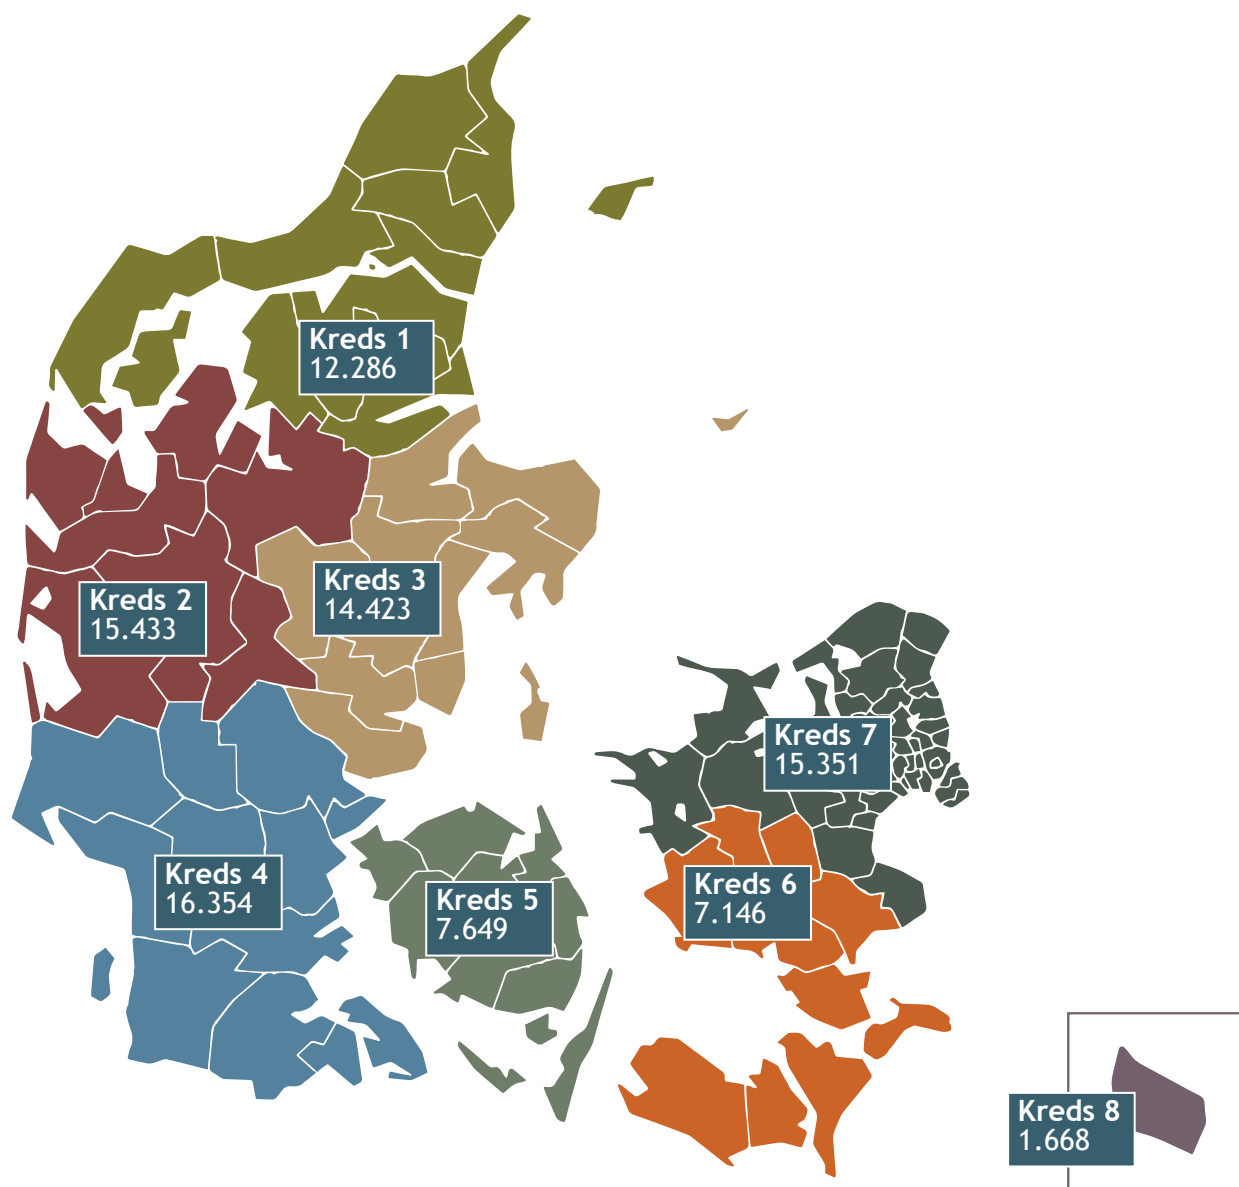 Kreds 1
12.286
Kreds 2
15.433
Kreds 3
14.423
Kreds 4
16.354
Kreds 5
7.649
Kreds 6
7.146
Kreds 7
15.351
Kreds 8
1.668